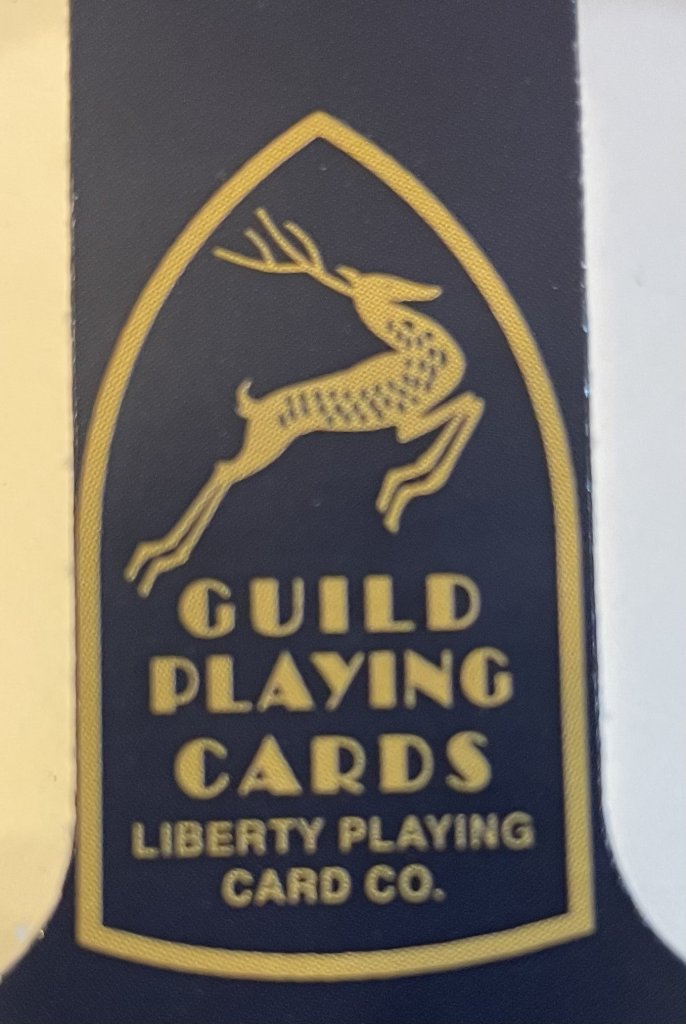 GUILD
PLAYING
CARDS
LIBERTY PLAYING
CARD CO.